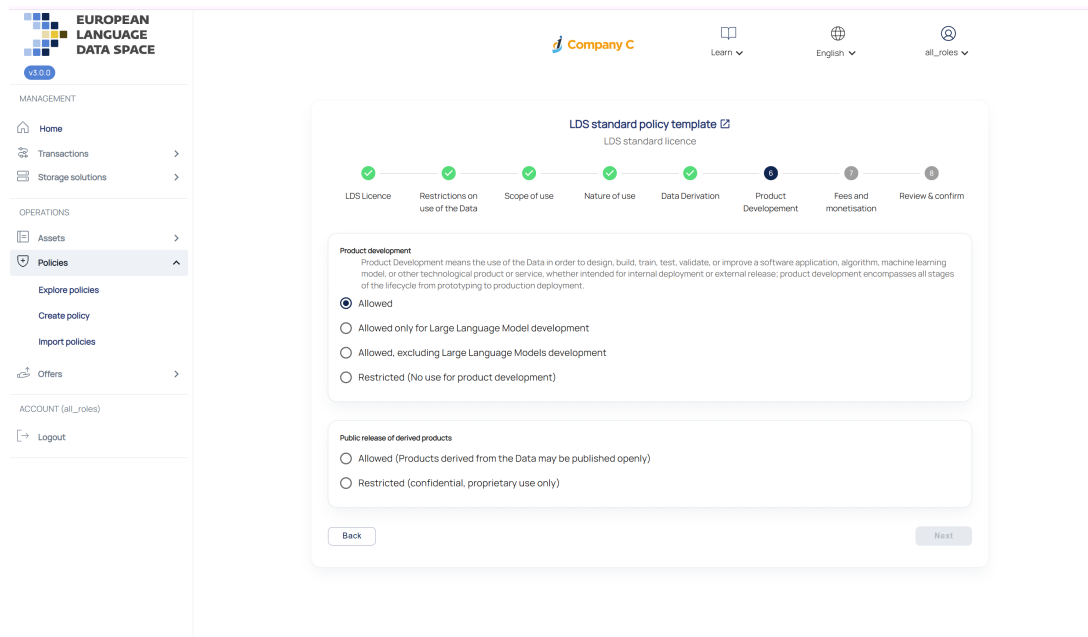 EUROPEAN
LANGUAGE
DATA SPACE
v3.0.0
Company C
Learn
English
all_roles
MANAGEMENT
Home
Transactions
Storage solutions
OPERATIONS
Assets
Policies
Explore policies
Create policy
Import policies
Offers
ACCOUNT (all_roles)
Logout
LDS standard policy template
LDS standard licence
6
7
8
LDS Licence
Restrictions on
use of the Data
Scope of use
Nature of use
Data Derivation
Product
Developement
Fees and
monetisation
Review & confirm
Product development
Product Development means the use of the Data in order to design, build, train, test, validate, or improve a software application, algorithm, machine learning
model, or other technological product or service, whether intended for internal deployment or external release; product development encompasses all stages
of the lifecycle from prototyping to production deployment.
Allowed
Allowed only for Large Language Model development
Allowed, excluding Large Language Models development
Restricted (No use for product development)
Public release of derived products
Allowed (Products derived from the Data may be published openly)
Restricted (confidential, proprietary use only)
Back
Next